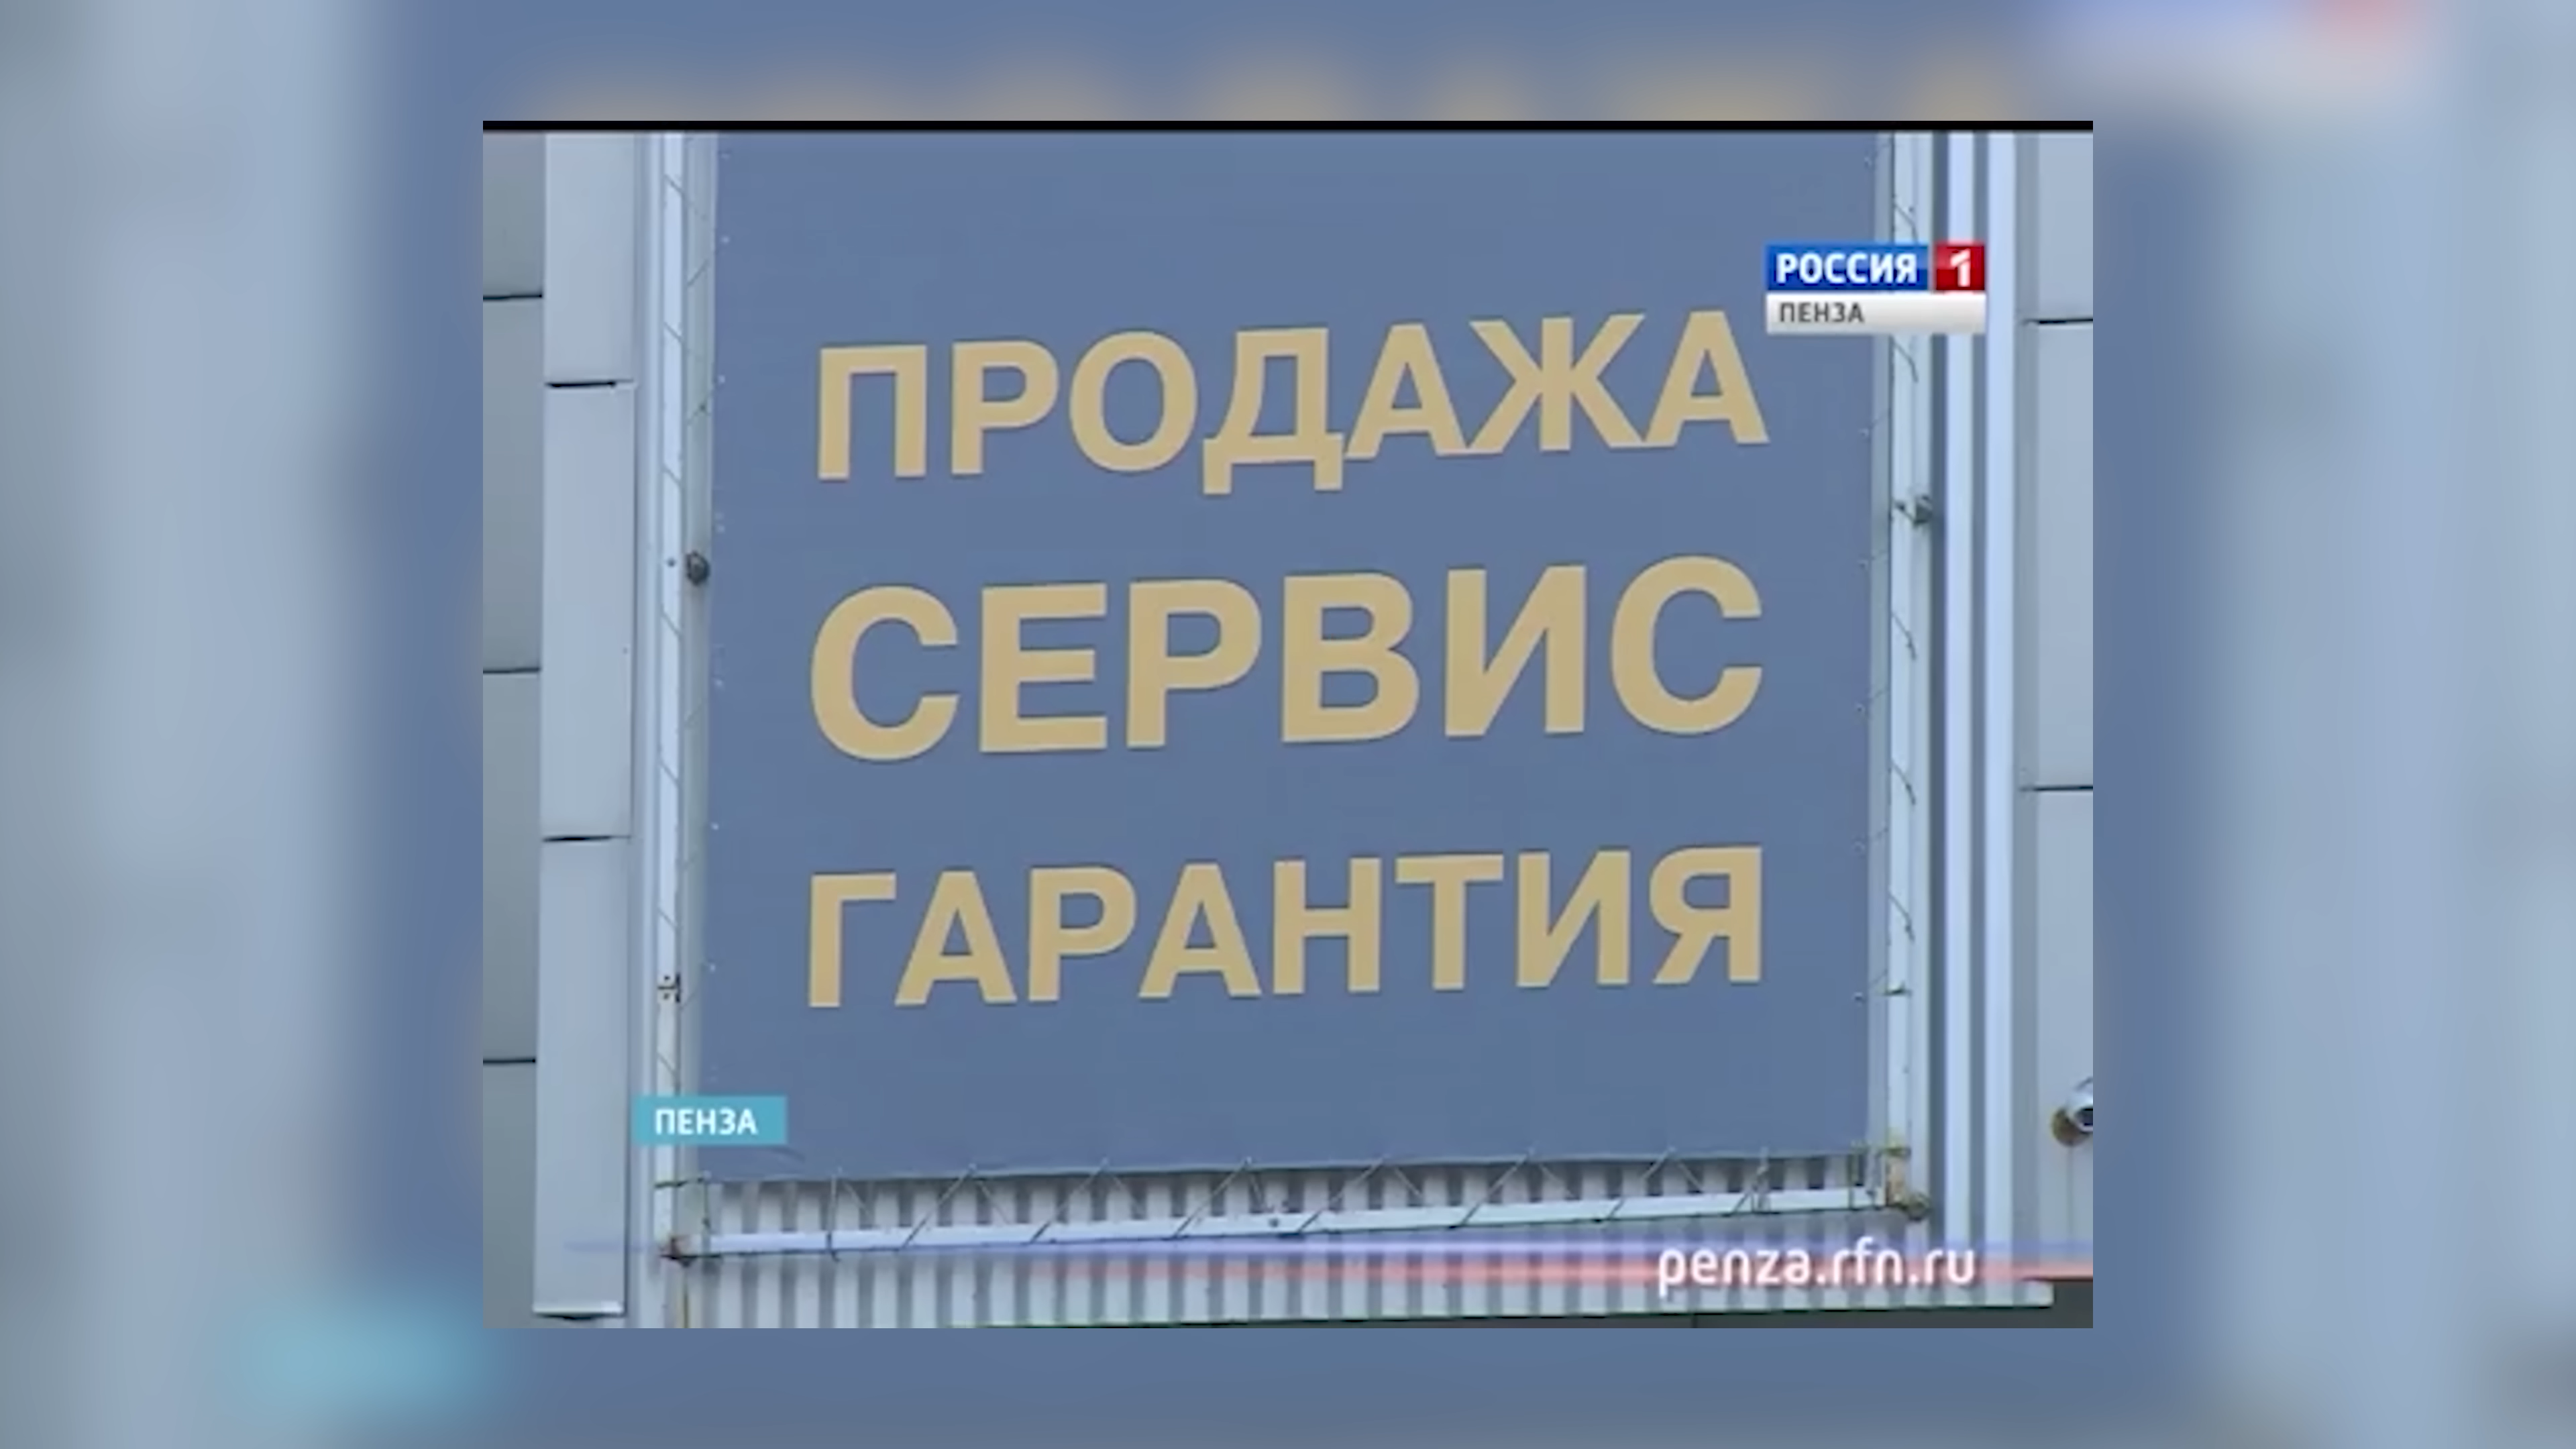 РОССИЯ 1
ПЕНЗА
ПРОДАЖА
СЕРВИС
ГАРАНТИЯ
ПЕНЗА
penza.rfn.ru